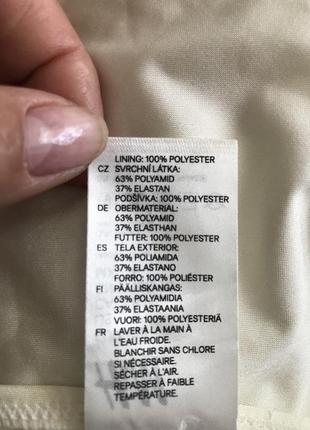 LINING: 100% POLYESTER
CZ SVRCHNÍ LÁTKA:
63% POLYAMID
37% ELASTAN
PODŠÍVKA: 100% POLYESTER
DE OBERMATERIAL:
63% POLYAMID
37% ELASTHAN
FUTTER: 100% POLYESTER
ES TELA EXTERIOR:
63% POLIAMIDA
37% ELASTANO
FORRO: 100% POLIÉSTER
FI PÄÄLLISKANGAS:
63% POLYAMIDIA
37% ELASTAANIA
VUORI: 100% POLYESTERIÄ
FR LAVER À LA MAIN À
L'EAU FROIDE.
BLANCHIR SANS CHLORE
SI NÉCESSAIRE.
SÉCHER À L'AIR.
REPASSER À FAIBLE
TEMPÉRATURE.